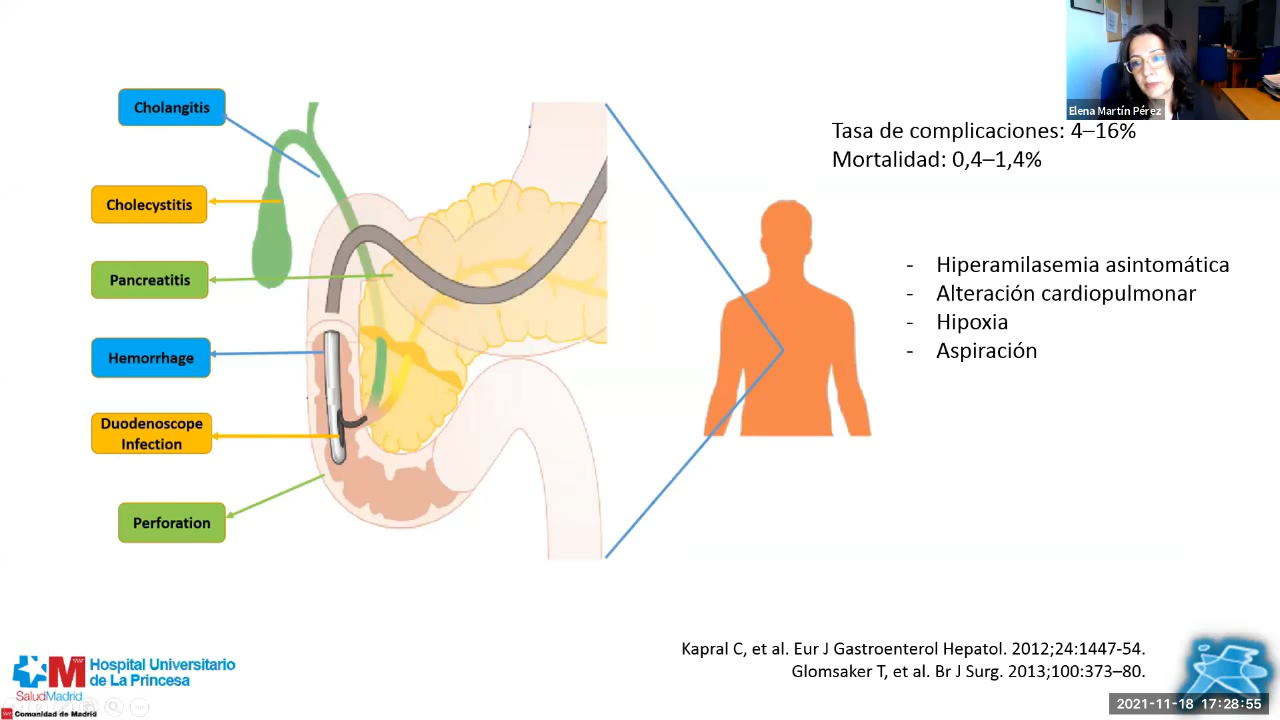 Elena Martín Pérez
Tasa de complicaciones: 4–16%
Mortalidad: 0,4–1,4%
Cholangitis
Cholecystitis
Pancreatitis
Hemorrhage
Duodenoscope
Infection
Perforation
- Hiperamilasemia asintomática
- Alteración cardiopulmonar
- Hipoxia
- Aspiración
Kapral C, et al. Eur J Gastroenterol Hepatol. 2012;24:1447-54.
Glomsaker T, et al. Br J Surg. 2013;100:373–80.
Hospital Universitario
de La Princesa
SaludMadrid
Comunidad de Madrid
2021-11-18 17:28:55